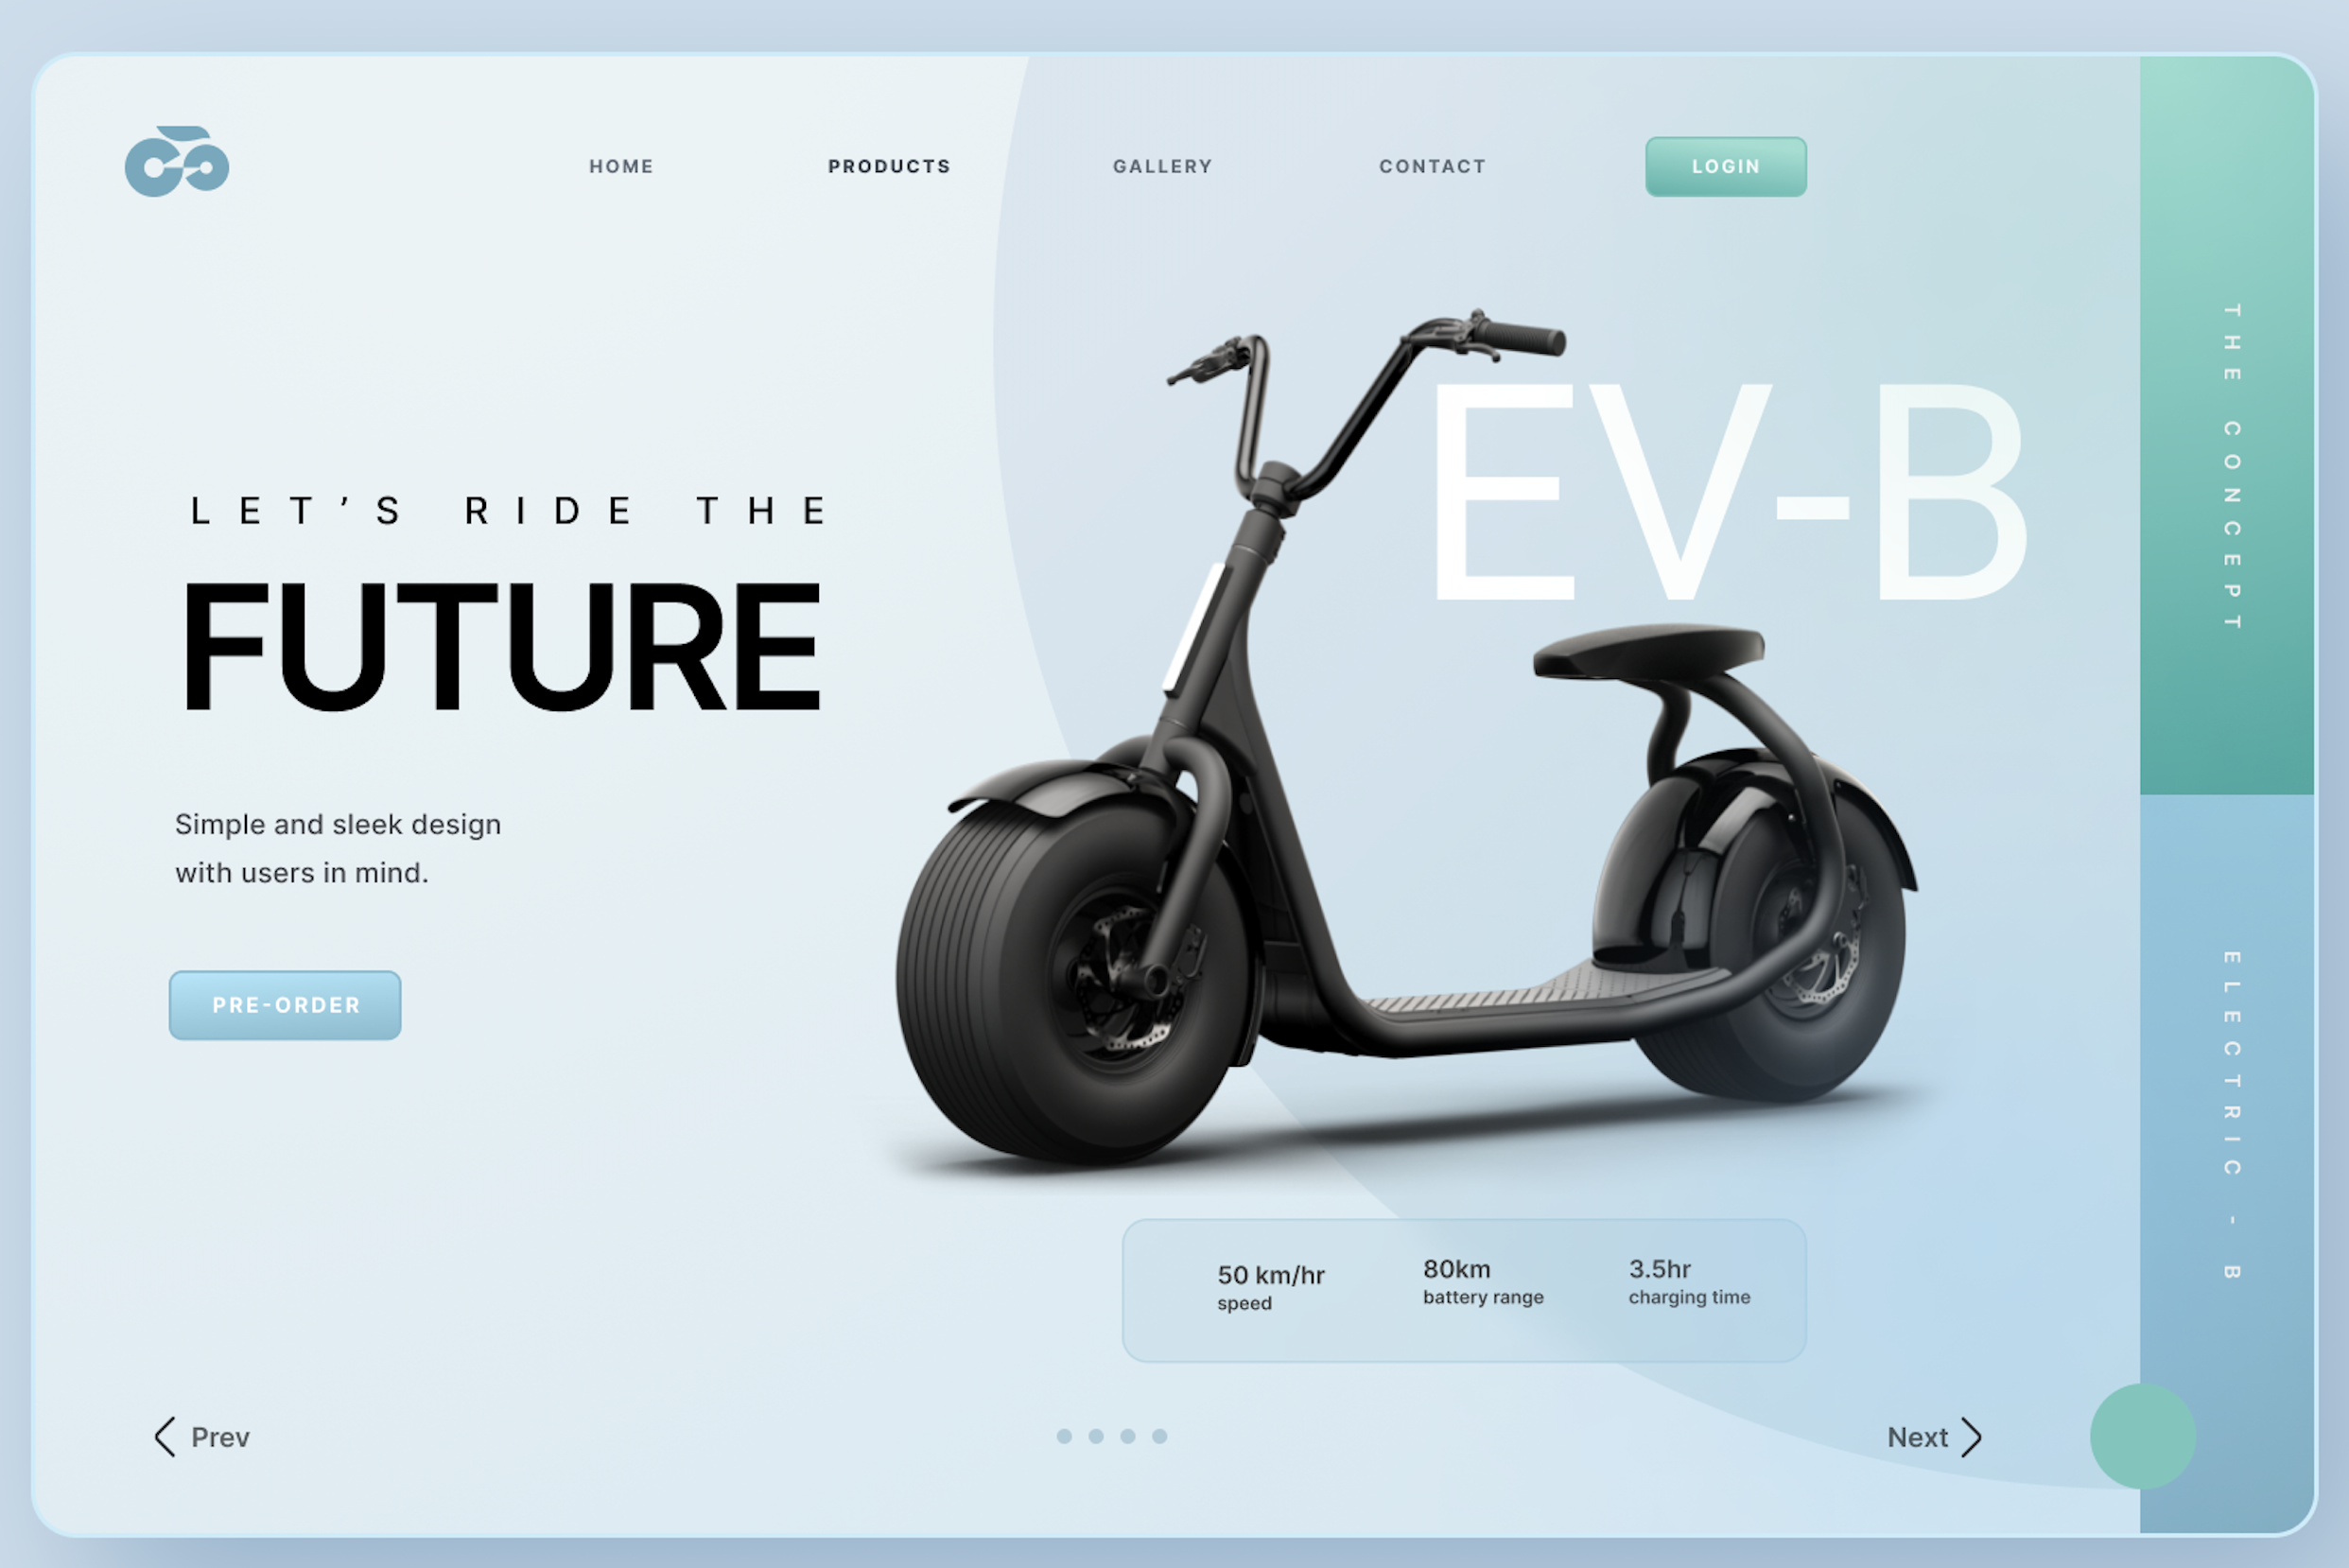 HOME
PRODUCTS
GALLERY
CONTACT
LOGIN
LET’S RIDE THE
FUTURE
Simple and sleek design
with users in mind.
PRE-ORDER
EV-B
50 km/hr
speed
80km
battery range
3.5hr
charging time
Prev
Next
THE CONCEPT
ELECTRIC - B